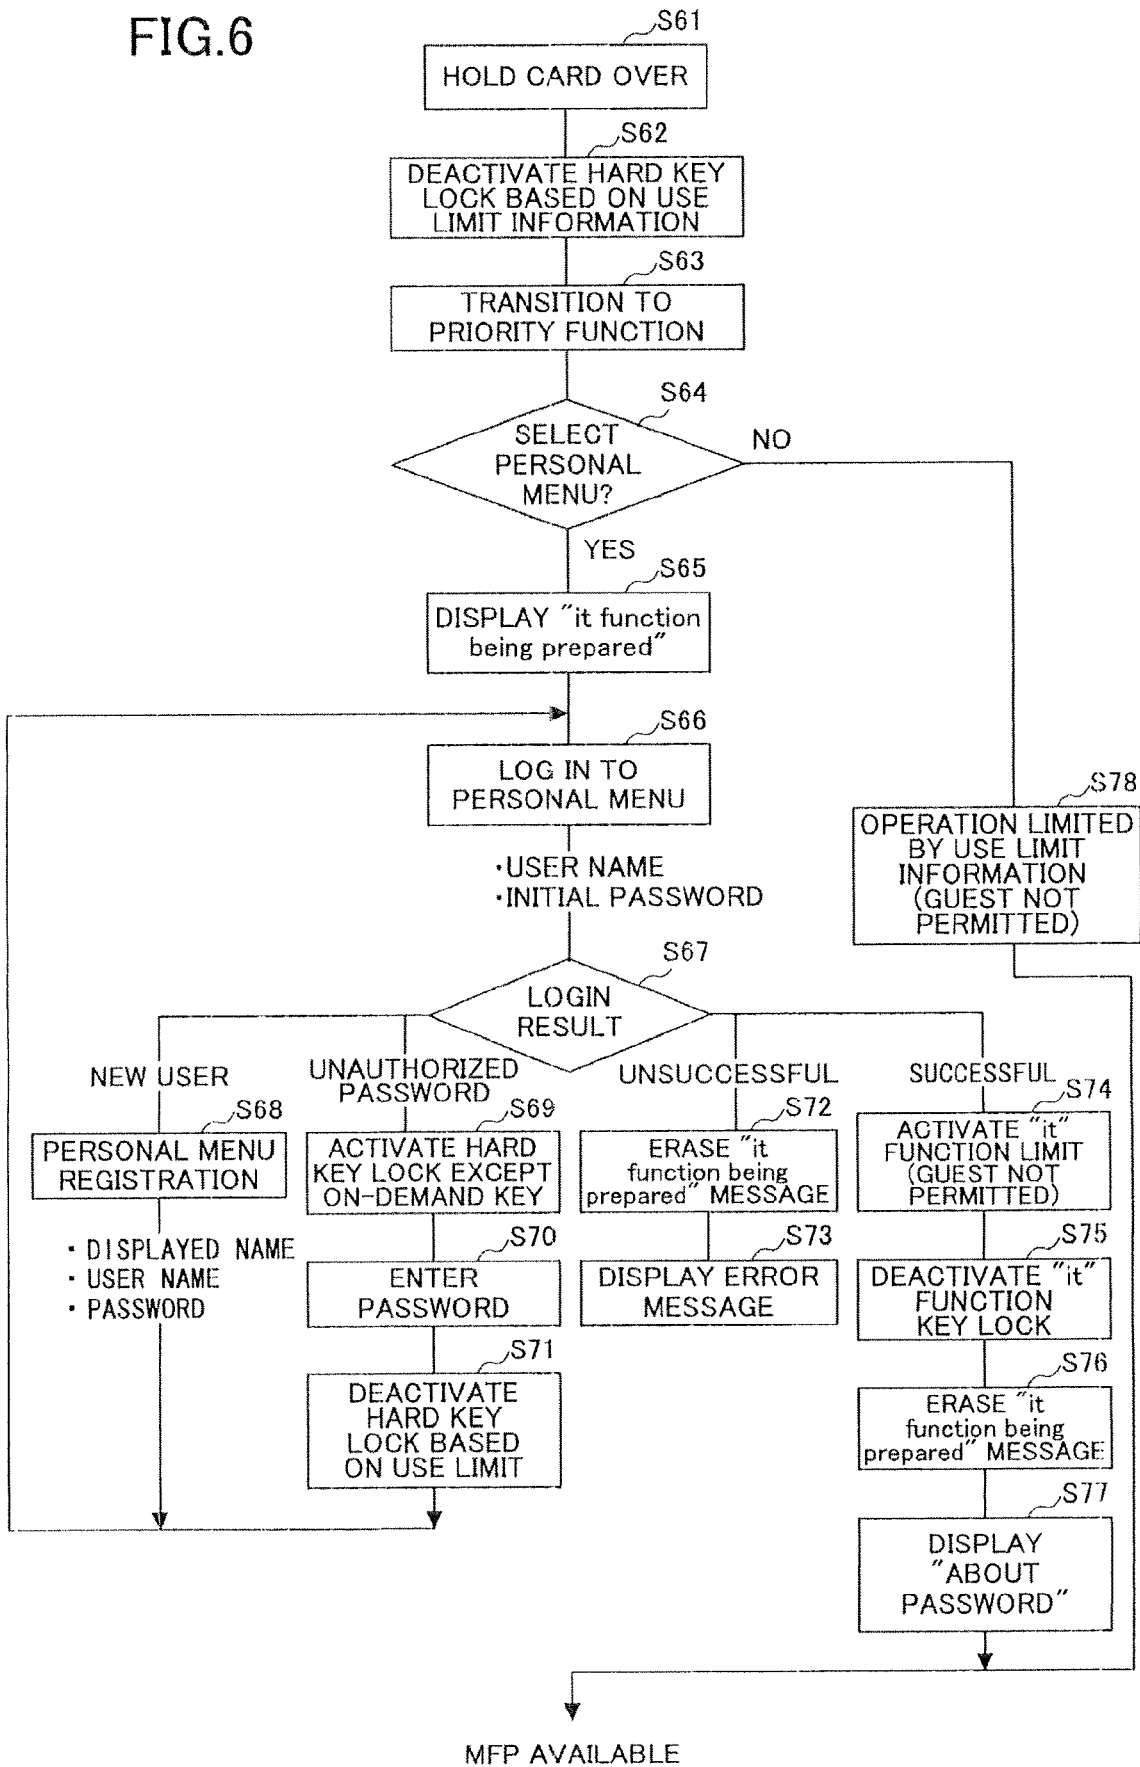 FIG.6
S61
HOLD CARD OVER
S62
DEACTIVATE HARD KEY
LOCK BASED ON USE
LIMIT INFORMATION
S63
TRANSITION TO
PRIORITY FUNCTION
S64
SELECT
PERSONAL
MENU?
NO
YES
S65
DISPLAY "it function
being prepared"
S66
LOG IN TO
PERSONAL MENU
S78
OPERATION LIMITED
BY USE LIMIT
INFORMATION
(GUEST NOT
PERMITTED)
・USER NAME
・INITIAL PASSWORD
S67
LOGIN
RESULT
NEW USER
S68
PERSONAL MENU
REGISTRATION
・DISPLAYED NAME
・USER NAME
・PASSWORD
UNAUTHORIZED
PASSWORD
S69
ACTIVATE HARD
KEY LOCK EXCEPT
ON-DEMAND KEY
S70
ENTER
PASSWORD
S71
DEACTIVATE
HARD KEY
LOCK BASED
ON USE LIMIT
UNSUCCESSFUL
S72
ERASE "it
function being
prepared" MESSAGE
S73
DISPLAY ERROR
MESSAGE
SUCCESSFUL
S74
ACTIVATE "it"
FUNCTION LIMIT
(GUEST NOT
PERMITTED)
S75
DEACTIVATE "it"
FUNCTION
KEY LOCK
S76
ERASE "it
function being
prepared" MESSAGE
S77
DISPLAY
"ABOUT
PASSWORD"
MFP AVAILABLE